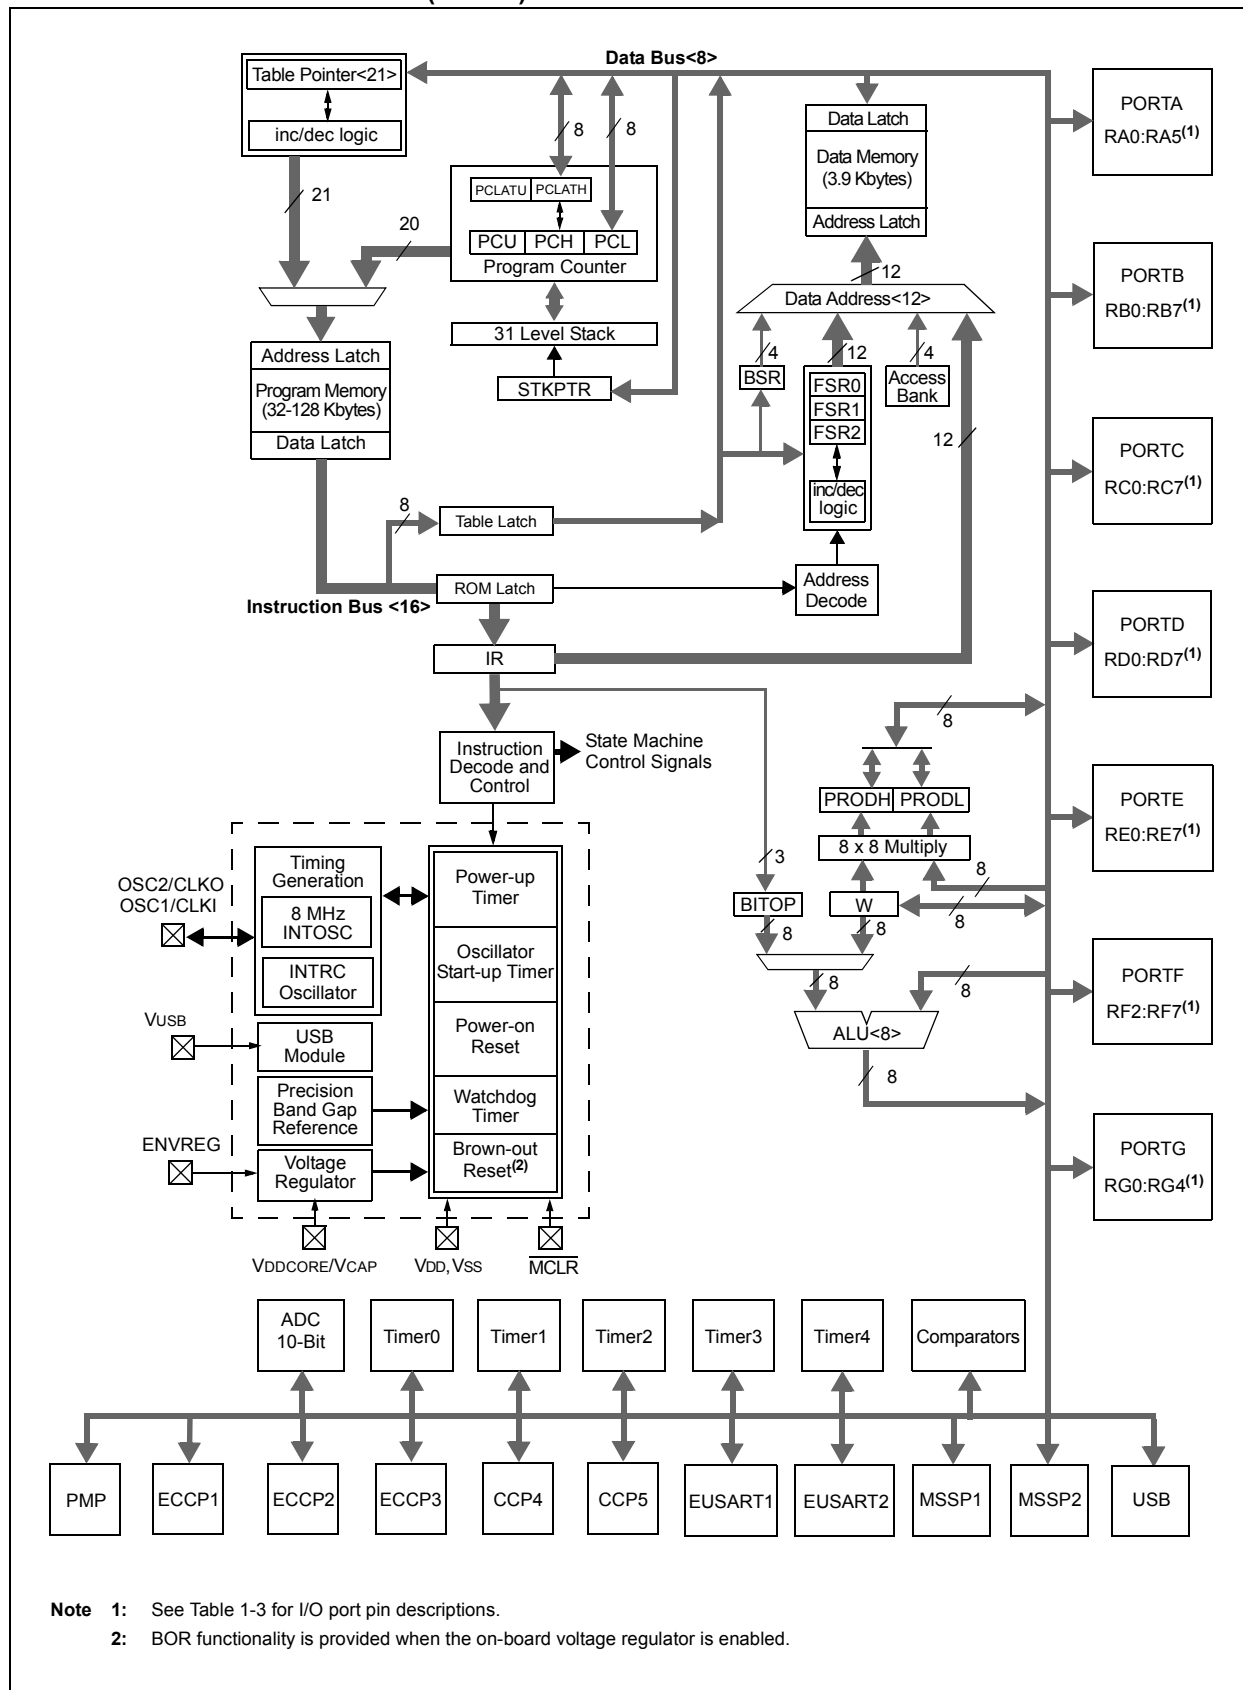 Data Bus<8>
Table Pointer<21>
inc/dec logic
21
20
8
8
PCLATU PCLATH
PCU PCH PCL
Program Counter
31 Level Stack
STKPTR
Address Latch
Program Memory
(32-128 Kbytes)
Data Latch
Data Latch
Data Memory
(3.9 Kbytes)
Address Latch
12
Data Address<12>
4
12
4
BSR
FSR0
FSR1
FSR2
inc/dec
logic
Access
Bank
12
8
Table Latch
ROM Latch
Instruction Bus <16>
Address
Decode
IR
Instruction
Decode and
Control
State Machine
Control Signals
8
PRODH PRODL
8 x 8 Multiply
3
8
BITOP
W
8
8
8
8
8
ALU<8>
8
PORTA
RA0:RA5(1)
PORTB
RB0:RB7(1)
PORTC
RC0:RC7(1)
PORTD
RD0:RD7(1)
PORTE
RE0:RE7(1)
PORTF
RF2:RF7(1)
PORTG
RG0:RG4(1)
OSC2/CLKO
OSC1/CLKI
Timing
Generation
8 MHz
INTOSC
INTRC
Oscillator
VUSB
USB
Module
Precision
Band Gap
Reference
ENVREG
Voltage
Regulator
Power-up
Timer
Oscillator
Start-up Timer
Power-on
Reset
Watchdog
Timer
Brown-out
Reset(2)
VDDCORE/VCAP
VDD, VSS
MCLR
ADC
10-Bit
Timer0
Timer1
Timer2
Timer3
Timer4
Comparators
PMP
ECCP1
ECCP2
ECCP3
CCP4
CCP5
EUSART1
EUSART2
MSSP1
MSSP2
USB
Note 1: See Table 1-3 for I/O port pin descriptions.
2: BOR functionality is provided when the on-board voltage regulator is enabled.